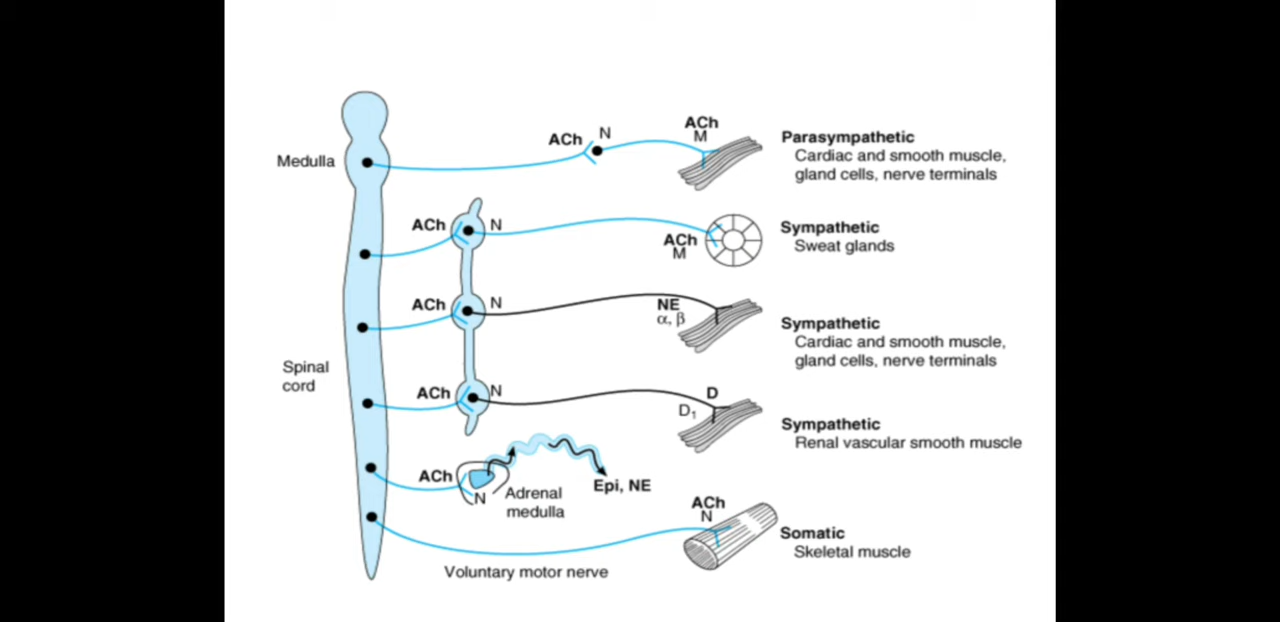 Medulla
ACh N
ACh
M
Parasympathetic
Cardiac and smooth muscle,
gland cells, nerve terminals
ACh N
ACh
M
Sympathetic
Sweat glands
ACh N
NE
α, β
Sympathetic
Cardiac and smooth muscle,
gland cells, nerve terminals
Spinal
cord
ACh N
D
D₁
Sympathetic
Renal vascular smooth muscle
ACh
N
Adrenal
medulla
Epi, NE
ACh
N
Somatic
Skeletal muscle
Voluntary motor nerve